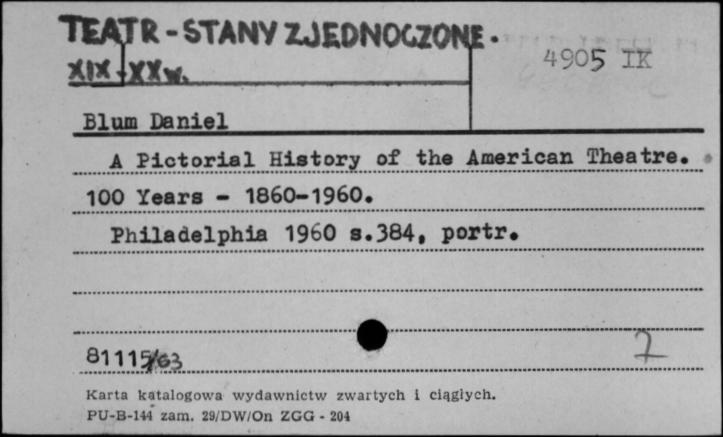 TEATR - STANY ZJEDNOCZONE.
XIX-XX w.
4905 IK
Blum Daniel
A Pictorial History of the American Theatre.
100 Years - 1860-1960.
Philadelphia 1960 s.384, portr.
81115/63
7
Karta katalogowa wydawnictw zwartych i ciągłych.
PU-B-144 zam. 29/DW/On ZGG - 204